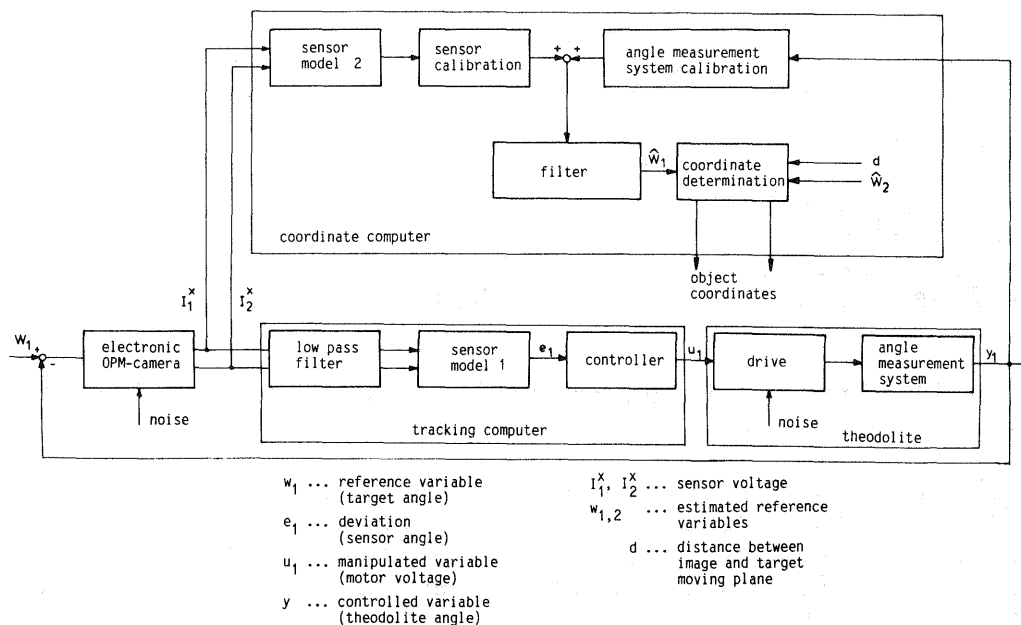 sensor
model 2
sensor
calibration
+ +
angle measurement
system calibration
filter
Ŵ₁
coordinate
determination
d
Ŵ₂
coordinate computer
object
coordinates
I₁ˣ
I₂ˣ
W₁
+
-
electronic
OPM-camera
noise
low pass
filter
sensor
model 1
e₁
controller
tracking computer
u₁
drive
noise
angle
measurement
system
theodolite
y₁
w₁ ... reference variable
(target angle)
e₁ ... deviation
(sensor angle)
u₁ ... manipulated variable
(motor voltage)
y ... controlled variable
(theodolite angle)
I₁ˣ, I₂ˣ ... sensor voltage
w₁,₂ ... estimated reference
variables
d ... distance between
image and target
moving plane